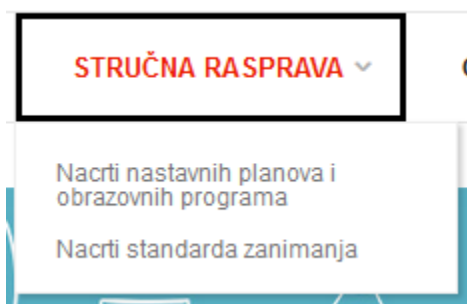 STRUČNA RASPRAVA
Nacrti nastavnih planova i
obrazovnih programa
Nacrti standarda zanimanja